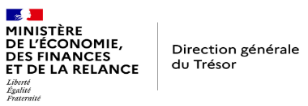 MINISTÈRE
DE L'ÉCONOMIE,
DES FINANCES
ET DE LA RELANCE
Liberté
Égalité
Fraternité
Direction générale
du Trésor